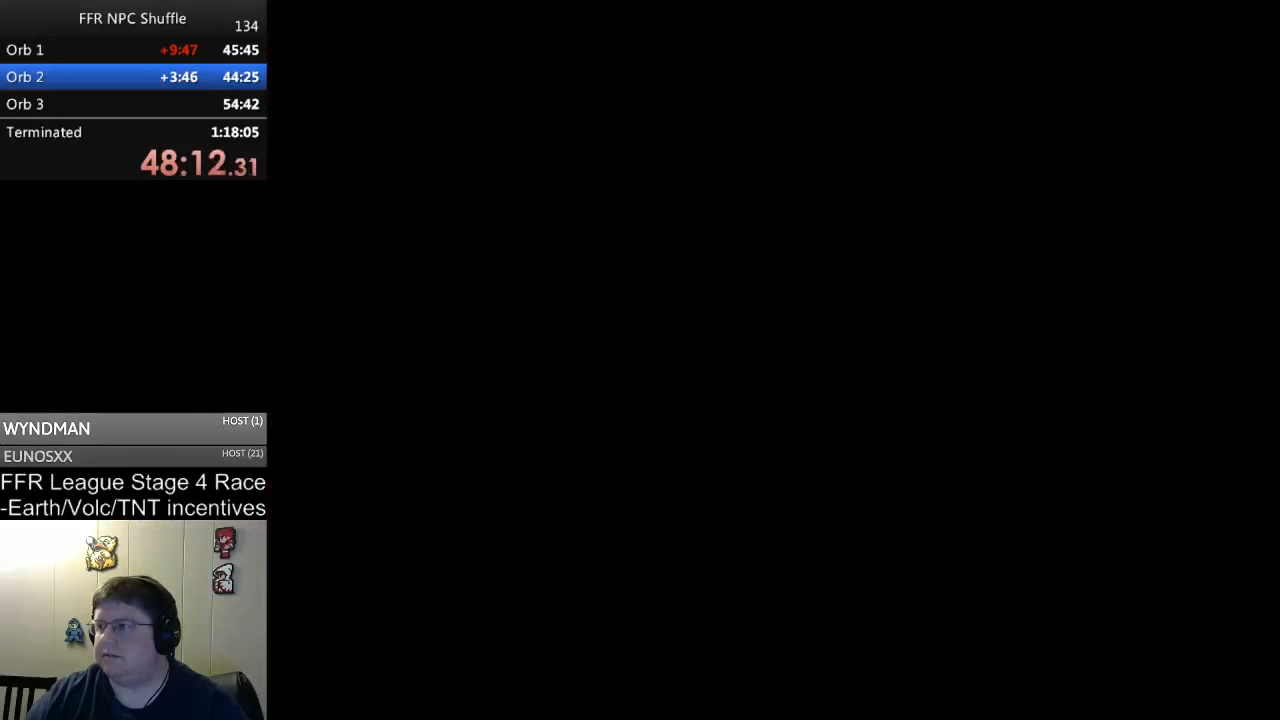 FFR NPC Shuffle
134
Orb 1 +9:47 45:45
Orb 2 +3:46 44:25
Orb 3 54:42
Terminated 1:18:05
48:12.31
WYNDMAN HOST (1)
EUNOSXX HOST (21)
FFR League Stage 4 Race
-Earth/Volc/TNT incentives